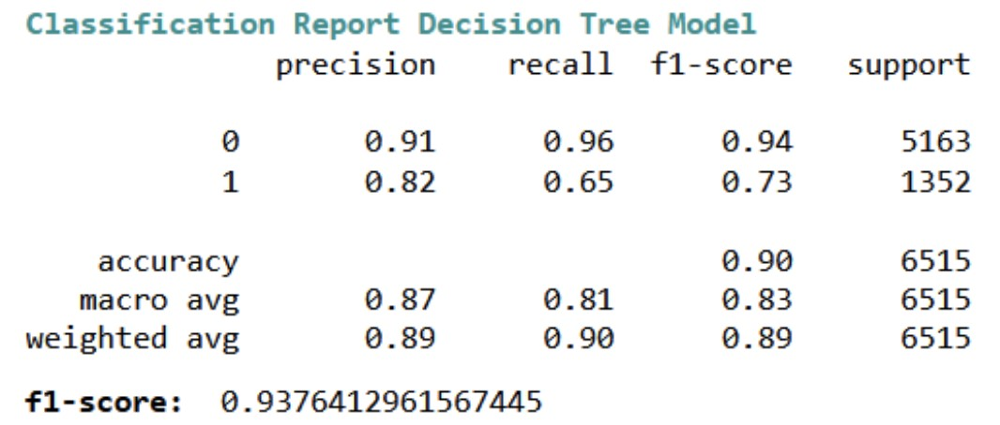 Classification Report Decision Tree Model
precision recall f1-score support
0 0.91 0.96 0.94 5163
1 0.82 0.65 0.73 1352
accuracy 0.90 6515
macro avg 0.87 0.81 0.83 6515
weighted avg 0.89 0.90 0.89 6515
f1-score: 0.9376412961567445